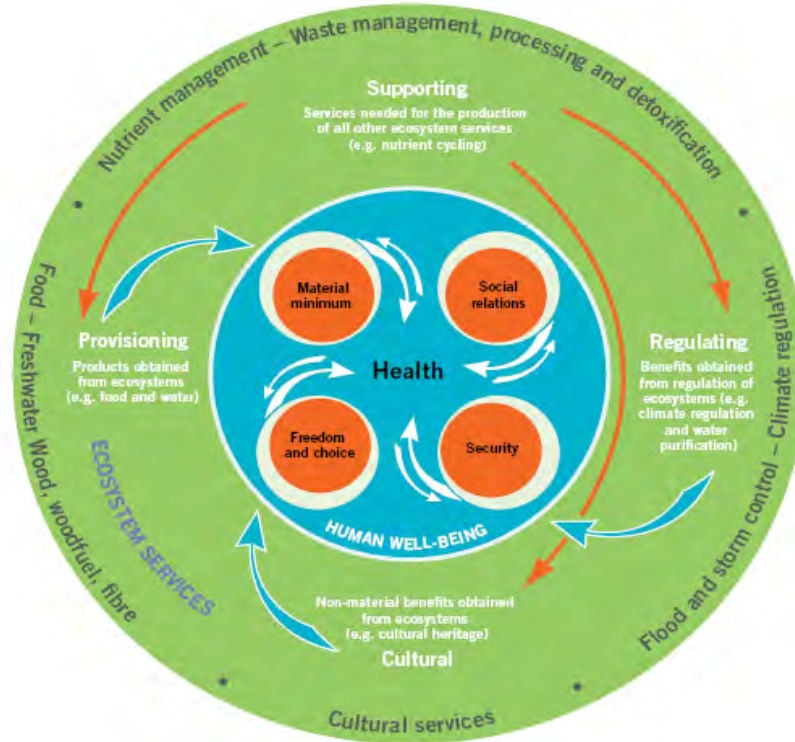 Nutrient management – Waste management, processing and detoxification
Supporting
Services needed for the production
of all other ecosystem services
(e.g. nutrient cycling)
Material
minimum
Social
relations
Health
Freedom
and choice
Security
HUMAN WELL-BEING
Provisioning
Products obtained
from ecosystems
(e.g. food and water)
Regulating
Benefits obtained
from regulation of
ecosystems (e.g.
climate regulation
and water
purification)
ECOSYSTEM SERVICES
Non-material benefits obtained
from ecosystems
(e.g. cultural heritage)
Cultural
Food – Freshwater Wood, woodfuel, fibre
Flood and storm control – Climate regulation
Cultural services